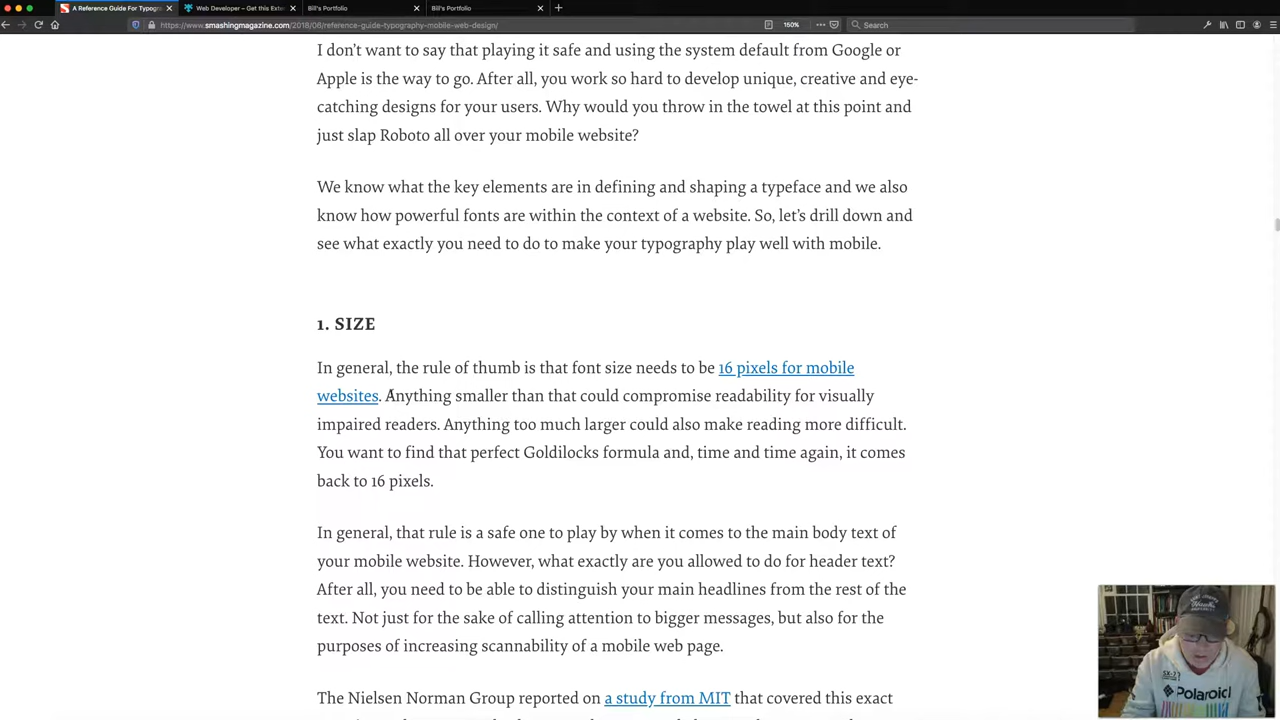 A Reference Guide For Typogr
Web Developer – Get this Exten
Bill's Portfolio
Bill's Portfolio
https://www.smashingmagazine.com/2018/06/reference-guide-typography-mobile-web-design/
150%
Search
I don't want to say that playing it safe and using the system default from Google or
Apple is the way to go. After all, you work so hard to develop unique, creative and eye-
catching designs for your users. Why would you throw in the towel at this point and
just slap Roboto all over your mobile website?
We know what the key elements are in defining and shaping a typeface and we also
know how powerful fonts are within the context of a website. So, let's drill down and
see what exactly you need to do to make your typography play well with mobile.
1. SIZE
In general, the rule of thumb is that font size needs to be 16 pixels for mobile
websites. Anything smaller than that could compromise readability for visually
impaired readers. Anything too much larger could also make reading more difficult.
You want to find that perfect Goldilocks formula and, time and time again, it comes
back to 16 pixels.
In general, that rule is a safe one to play by when it comes to the main body text of
your mobile website. However, what exactly are you allowed to do for header text?
After all, you need to be able to distinguish your main headlines from the rest of the
text. Not just for the sake of calling attention to bigger messages, but also for the
purposes of increasing scannability of a mobile web page.
The Nielsen Norman Group reported on a study from MIT that covered this exact
Polaroid